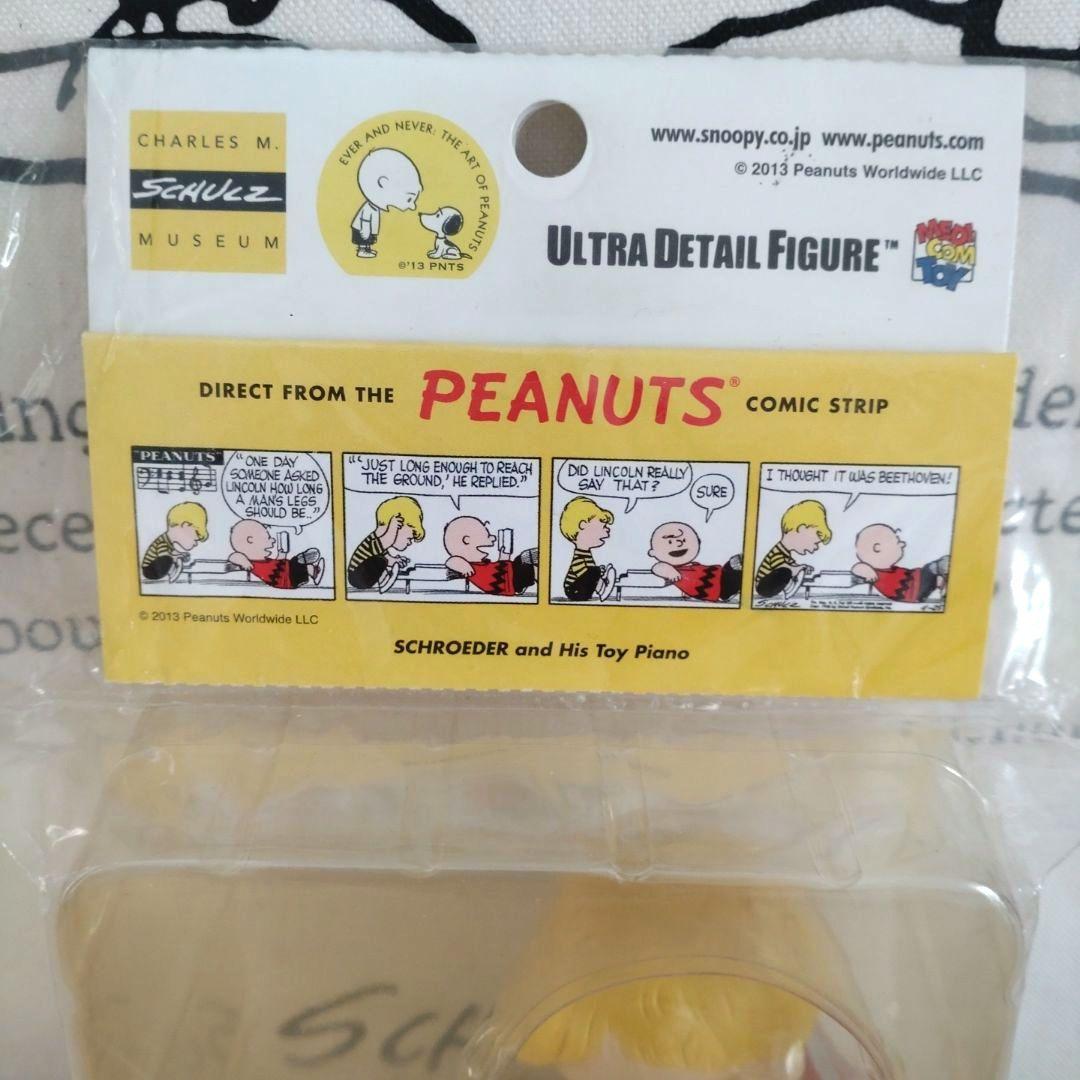 CHARLES M.
SCHULZ
MUSEUM
EVER AND NEVER: THE ART OF PEANUTS
©'13 PNTS
www.snoopy.co.jp www.peanuts.com
© 2013 Peanuts Worldwide LLC
ULTRA DETAIL FIGURE™
MEDI
COM
TOY
DIRECT FROM THE PEANUTS® COMIC STRIP
"PEANUTS"
"ONE DAY
SOMEONE ASKED
LINCOLN HOW LONG
A MAN'S LEGS
SHOULD BE.."
"'JUST LONG ENOUGH TO REACH
THE GROUND,' HE REPLIED."
DID LINCOLN REALLY
SAY THAT?
SURE
I THOUGHT IT WAS BEETHOVEN!
SCHULZ
© 2013 Peanuts Worldwide LLC
SCHROEDER and His Toy Piano
SCH